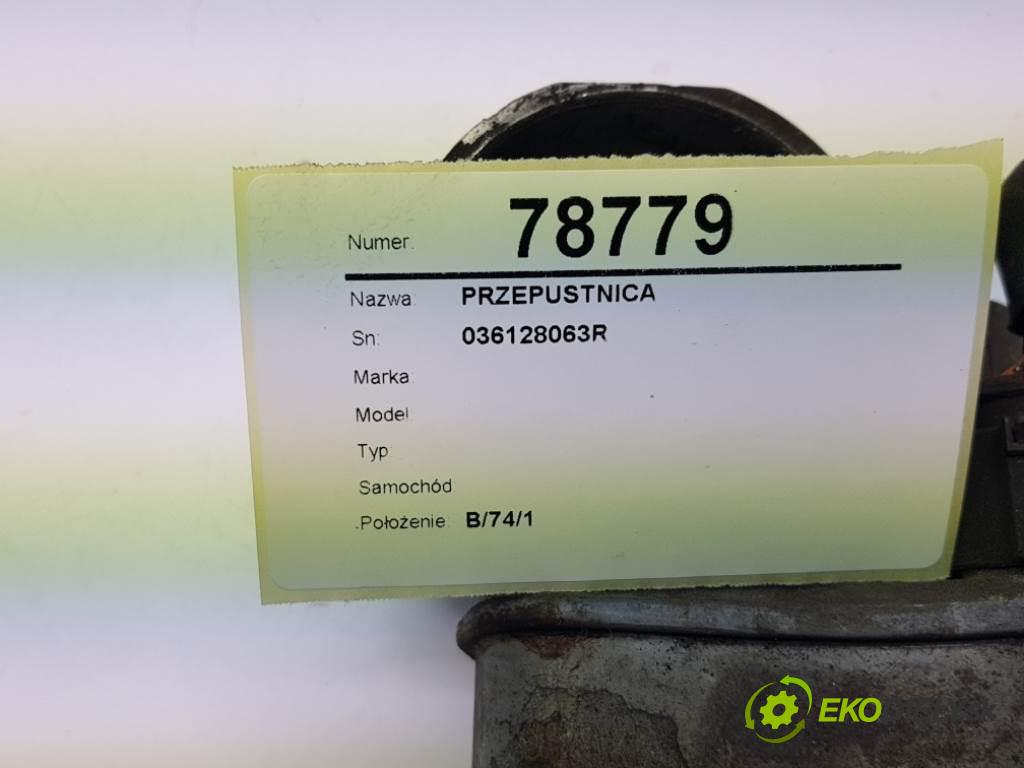 Numer: 78779
Nazwa: PRZEPUSTNICA
Sn: 036128063R
Marka:
Model
Typ
Samochód
Położenie: B/74/1
EKO